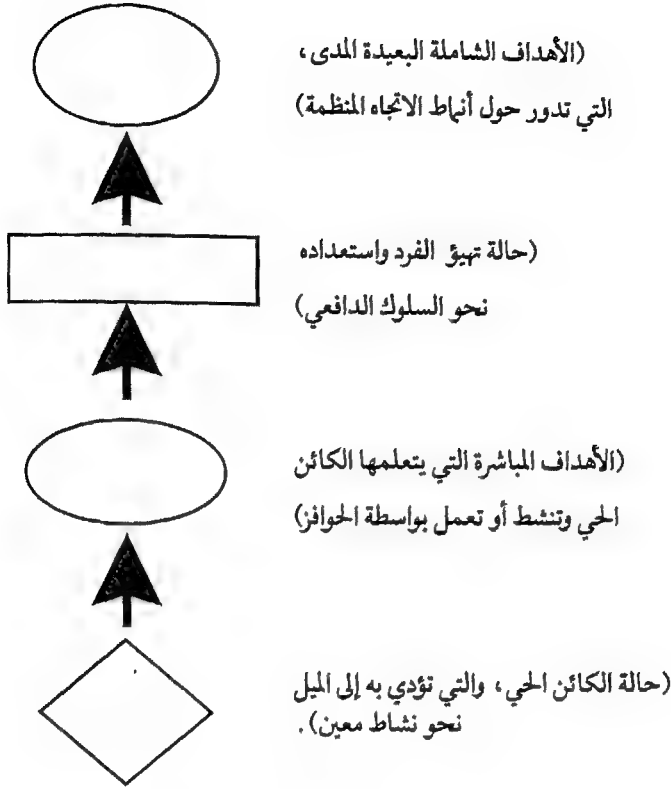 (الأهداف الشاملة البعيدة المدى،
التي تدور حول أنماط الاتجاه المنظمة)
(حالة تهيؤ الفرد واستعداده
نحو السلوك الدافعي)
(الأهداف المباشرة التي يتعلمها الكائن
الحي وتنشط أو تعمل بواسطة الحوافز)
(حالة الكائن الحي، والتي تؤدي به إلى الميل
نحو نشاط معين).